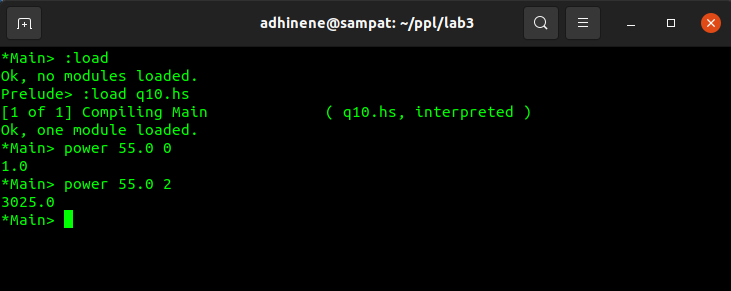 adhinene@sampat: ~/ppl/lab3
*Main> :load
Ok, no modules loaded.
Prelude> :load q10.hs
[1 of 1] Compiling Main             ( q10.hs, interpreted )
Ok, one module loaded.
*Main> power 55.0 0
1.0
*Main> power 55.0 2
3025.0
*Main>